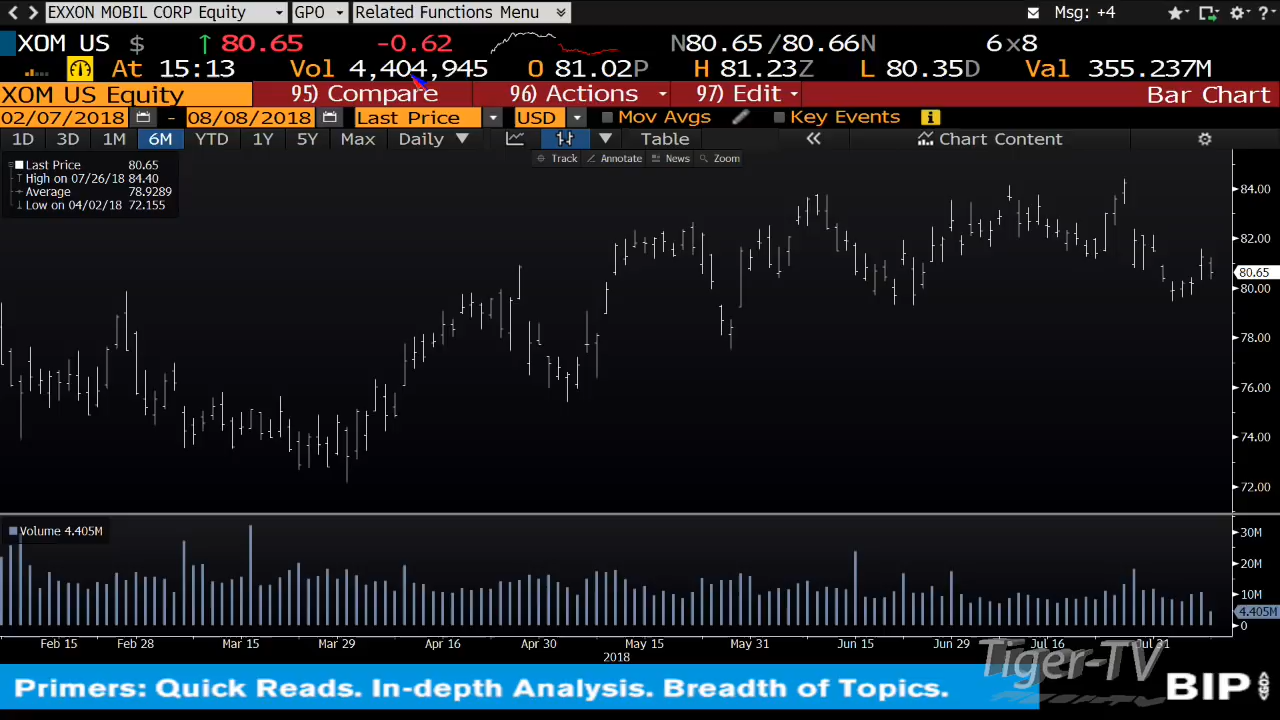 EXXON MOBIL CORP Equity GPO Related Functions Menu Msg: +4 ?
XOM US $ ↑ 80.65 -0.62 N80.65/80.66N 6x8
At 15:13 Vol 4,404,945 O 81.02P H 81.23Z L 80.35D Val 355.237M
XOM US Equity 95) Compare 96) Actions 97) Edit Bar Chart
02/07/2018 - 08/08/2018 Last Price USD Mov Avgs Key Events i
1D 3D 1M 6M YTD 1Y 5Y Max Daily ▼ ▼ Table « Chart Content
Track Annotate News Zoom
Last Price 80.65
High on 07/26/18 84.40
Average 78.9289
Low on 04/02/18 72.155
84.00
82.00
80.65
80.00
78.00
76.00
74.00
72.00
Volume 4.405M
30M
20M
10M
4.405M
0
Feb 15 Feb 28 Mar 15 Mar 29 Apr 16 Apr 30 May 15 May 31 Jun 15 Jun 29 Jul 16 Jul 31
2018
Tiger-TV
Primers: Quick Reads. In-depth Analysis. Breadth of Topics.
BIP GO